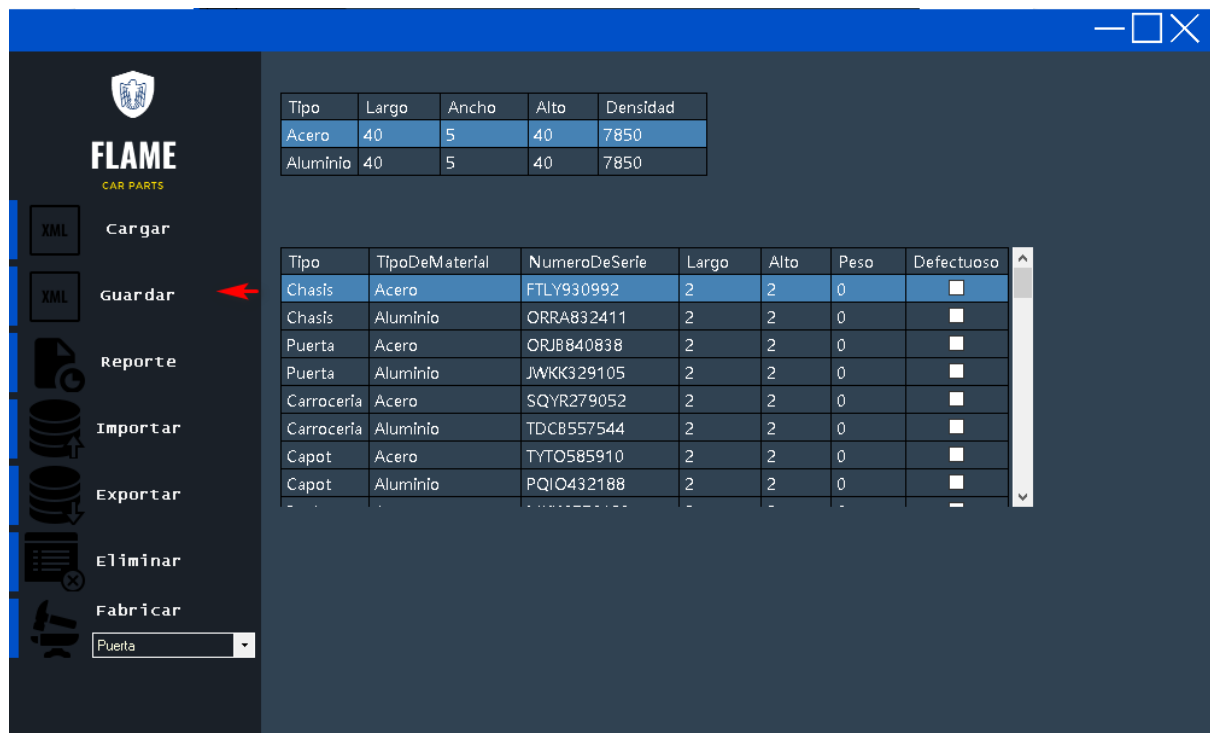 FLAME
CAR PARTS
XML Cargar
XML Guardar
Reporte
Importar
Exportar
Eliminar
Fabricar
Puerta
Tipo Largo Ancho Alto Densidad
Acero 40 5 40 7850
Aluminio 40 5 40 7850
Tipo TipoDeMaterial NumeroDeSerie Largo Alto Peso Defectuoso
Chasis Acero FTLY930992 2 2 0
Chasis Aluminio ORRA832411 2 2 0
Puerta Acero ORJB840838 2 2 0
Puerta Aluminio JWKK329105 2 2 0
Carroceria Acero SQYR279052 2 2 0
Carroceria Aluminio TDCB557544 2 2 0
Capot Acero TYTO585910 2 2 0
Capot Aluminio PQIO432188 2 2 0